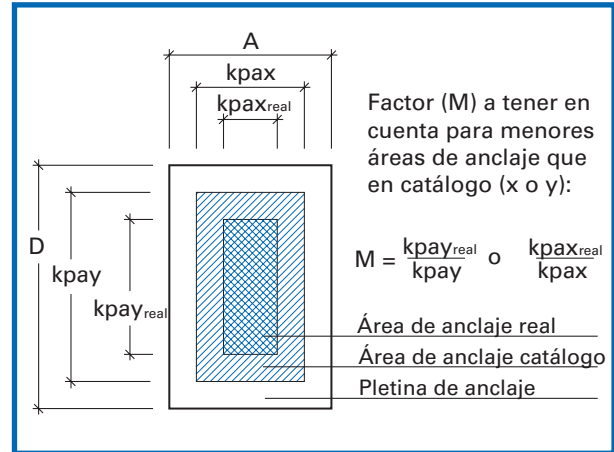 A
kpax
kpaxreal
D
kpay
kpayreal
Factor (M) a tener en
cuenta para menores
áreas de anclaje que
en catálogo (x o y):
M = kpayreal/kpay o kpaxreal/kpax
Área de anclaje real
Área de anclaje catálogo
Pletina de anclaje